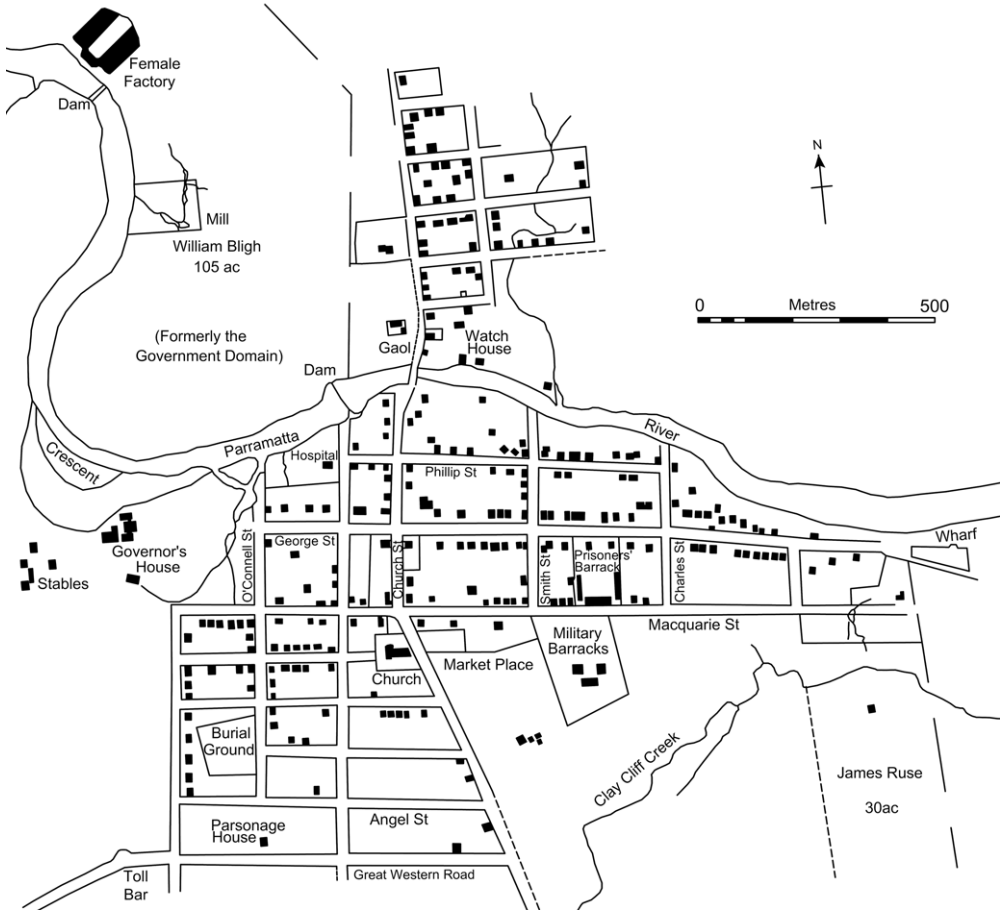 Female
Factory
Dam
N
Mill
William Bligh
105 ac
0
Metres
500
(Formerly the
Government Domain)
Gaol
Watch
House
Dam
River
Parramatta
Crescent
Hospital
Phillip St
Governor's
House
Stables
O'Connell St
George St
Church St
Smith St
Prisoners'
Barrack
Charles St
Wharf
Macquarie St
Military
Barracks
Market Place
Church
Burial
Ground
Clay Cliff Creek
James Ruse
30ac
Angel St
Parsonage
House
Toll
Bar
Great Western Road